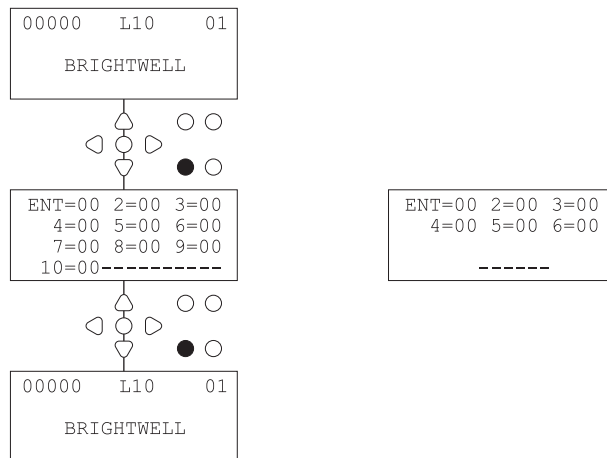 00000 L10 01
BRIGHTWELL
ENT=00 2=00 3=00
4=00 5=00 6=00
7=00 8=00 9=00
10=00----------
ENT=00 2=00 3=00
4=00 5=00 6=00
------
00000 L10 01
BRIGHTWELL